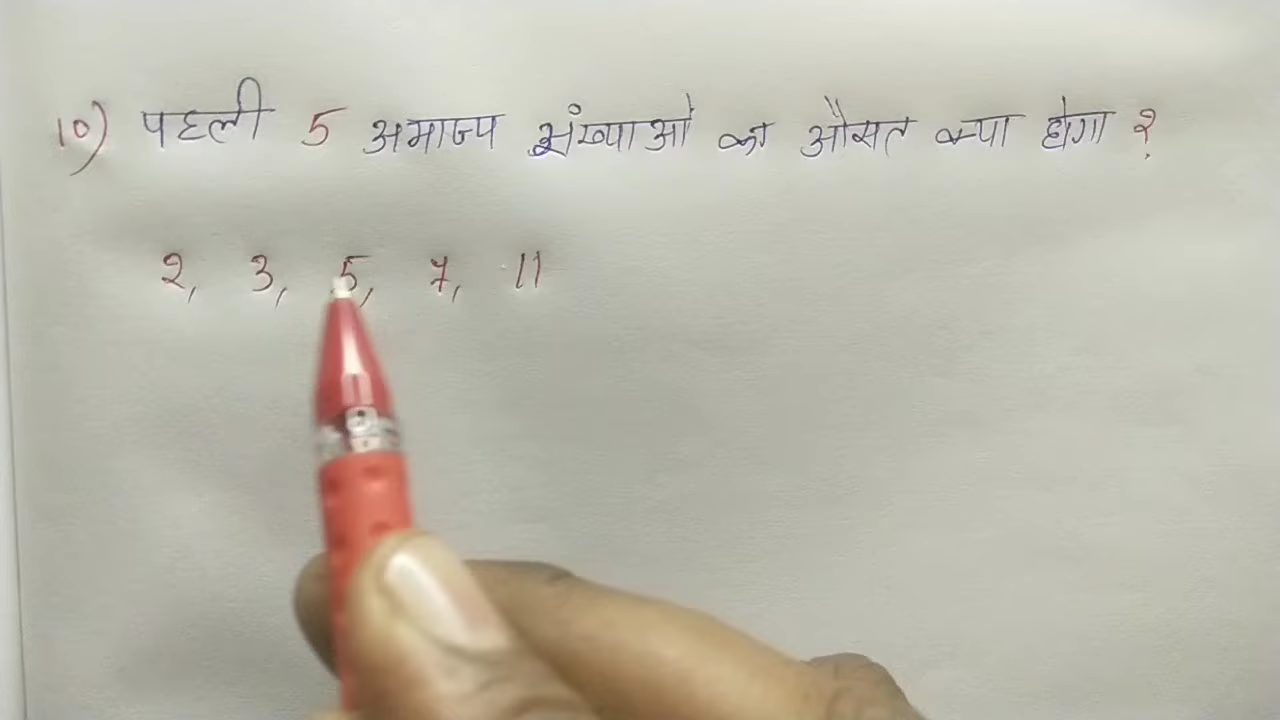 10) पहली 5 अभाज्य संख्याओं का औसत क्या होगा ?
2, 3, 5, 7, 11